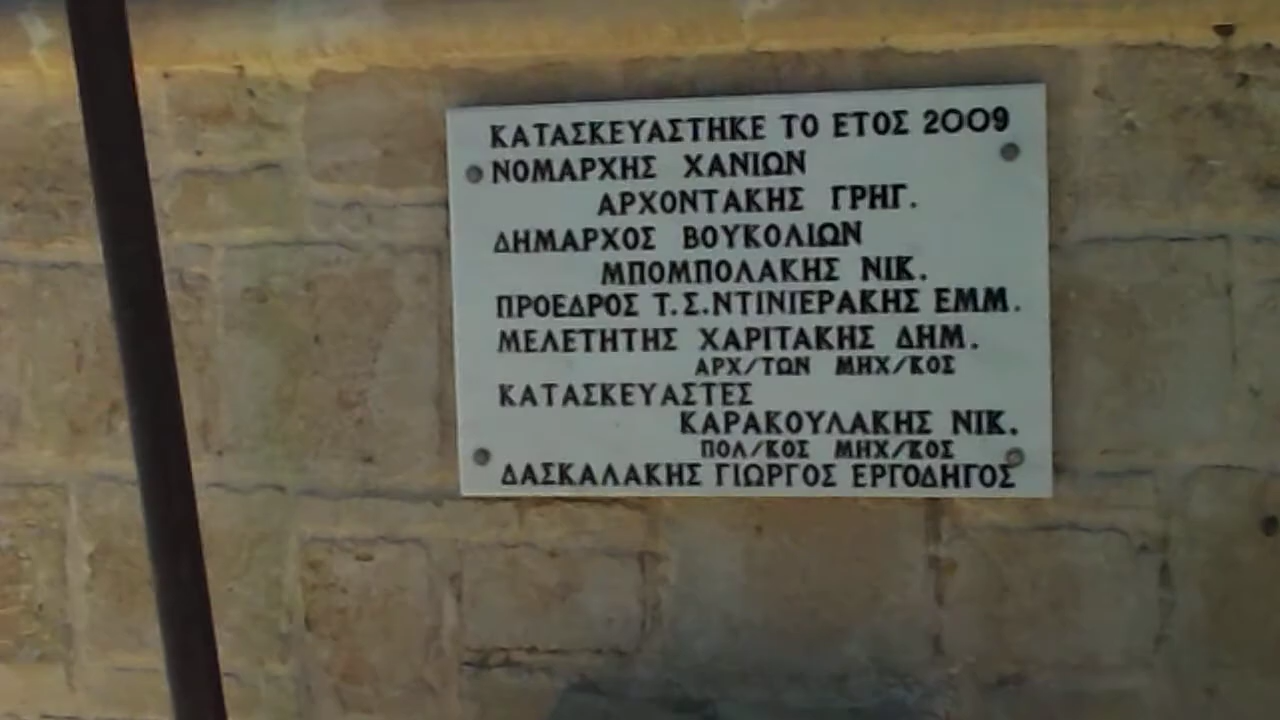 ΚΑΤΑΣΚΕΥΑΣΤΗΚΕ ΤΟ ΕΤΟΣ 2009
ΝΟΜΑΡΧΗΣ ΧΑΝΙΩΝ
ΑΡΧΟΝΤΑΚΗΣ ΓΡΗΓ.
ΔΗΜΑΡΧΟΣ ΒΟΥΚΟΛΙΩΝ
ΜΠΟΜΠΟΛΑΚΗΣ ΝΙΚ.
ΠΡΟΕΔΡΟΣ Τ.Σ.ΝΤΙΝΙΕΡΑΚΗΣ ΕΜΜ.
ΜΕΛΕΤΗΤΗΣ ΧΑΡΙΤΑΚΗΣ ΔΗΜ.
ΑΡΧ/ΤΩΝ ΜΗΧ/ΚΟΣ
ΚΑΤΑΣΚΕΥΑΣΤΕΣ
ΚΑΡΑΚΟΥΛΑΚΗΣ ΝΙΚ.
ΠΟΛ/ΚΟΣ ΜΗΧ/ΚΟΣ
ΔΑΣΚΑΛΑΚΗΣ ΓΙΩΡΓΟΣ ΕΡΓΟΔΗΓΟΣ